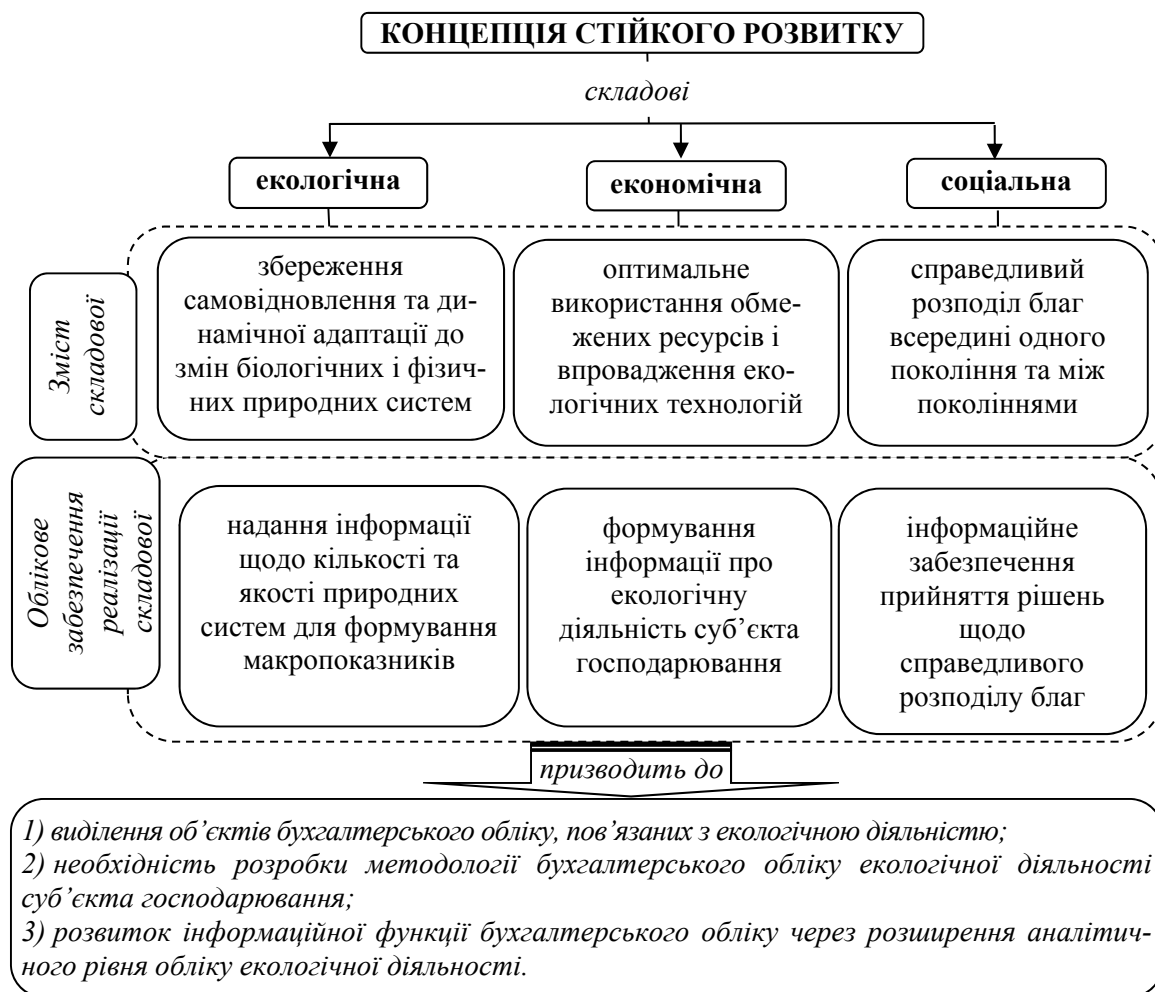 КОНЦЕПЦІЯ СТІЙКОГО РОЗВИТКУ
складові
екологічна
економічна
соціальна
Зміст
складової
збереження
самовідновлення та ди-
намічної адаптації до
змін біологічних і фізич-
них природних систем
оптимальне
використання обме-
жених ресурсів і
впровадження еко-
логічних технологій
справедливий
розподіл благ
всередині одного
покоління та між
поколіннями
Облікове
забезпечення
реалізації
складової
надання інформації
щодо кількості та
якості природних
систем для формування
макропоказників
формування
інформації про
екологічну
діяльність суб’єкта
господарювання
інформаційне
забезпечення
прийняття рішень
щодо
справедливого
розподілу благ
призводить до
1) виділення об’єктів бухгалтерського обліку, пов’язаних з екологічною діяльністю;
2) необхідність розробки методології бухгалтерського обліку екологічної діяльності
суб’єкта господарювання;
3) розвиток інформаційної функції бухгалтерського обліку через розширення аналітич-
ного рівня обліку екологічної діяльності.